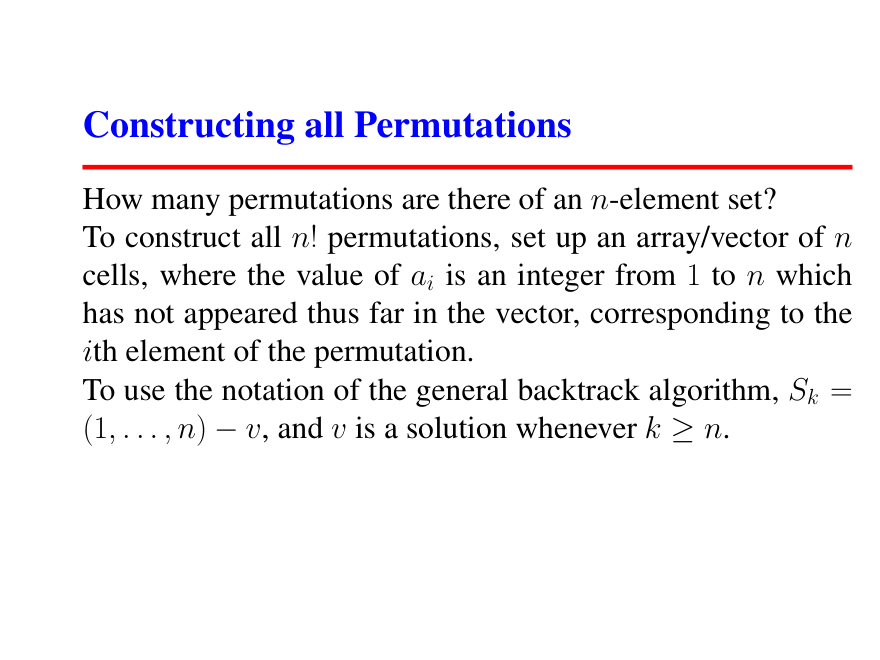 Constructing all Permutations
How many permutations are there of an n-element set?
To construct all n! permutations, set up an array/vector of n
cells, where the value of aᵢ is an integer from 1 to n which
has not appeared thus far in the vector, corresponding to the
ith element of the permutation.
To use the notation of the general backtrack algorithm, Sₖ =
(1, . . . , n) − v, and v is a solution whenever k ≥ n.